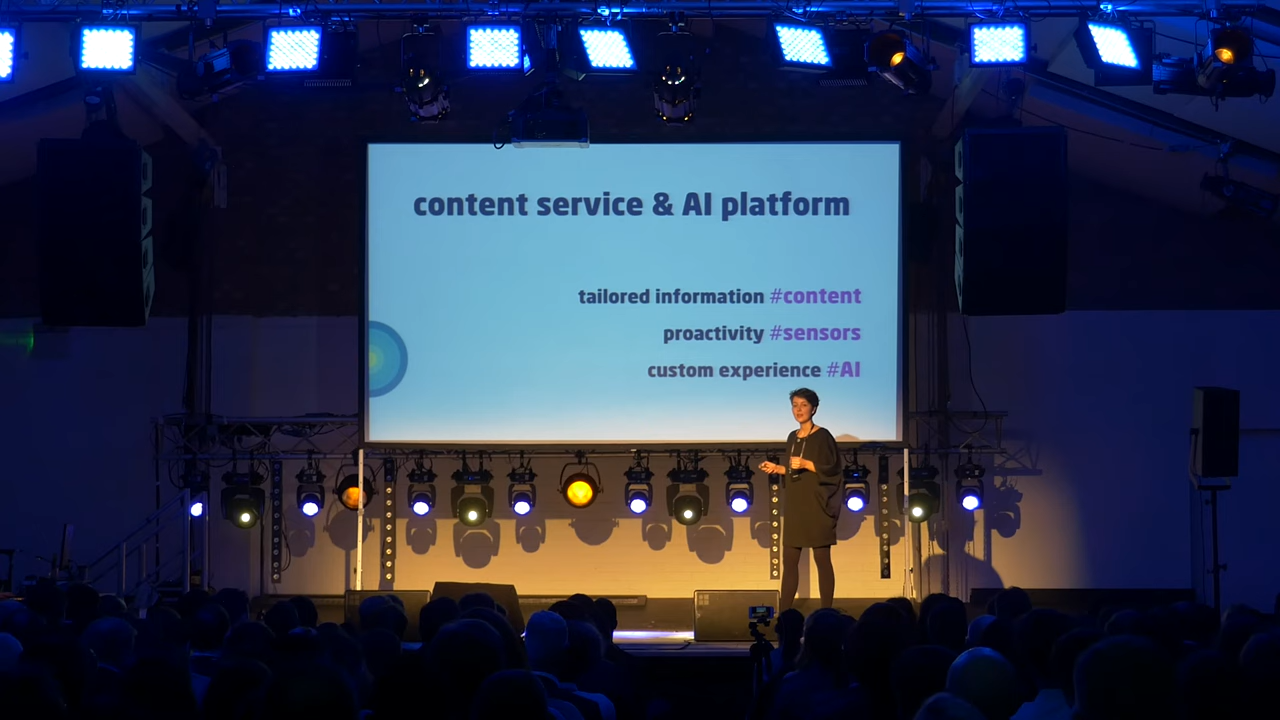 content service & AI platform
tailored information #content
proactivity #sensors
custom experience #AI